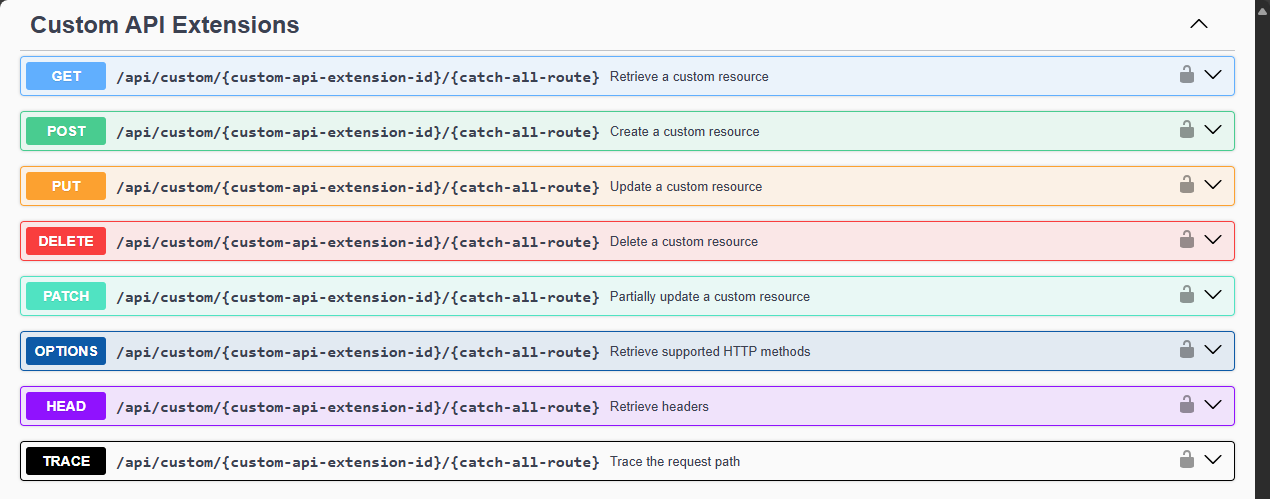 Custom API Extensions
GET /api/custom/{custom-api-extension-id}/{catch-all-route} Retrieve a custom resource
POST /api/custom/{custom-api-extension-id}/{catch-all-route} Create a custom resource
PUT /api/custom/{custom-api-extension-id}/{catch-all-route} Update a custom resource
DELETE /api/custom/{custom-api-extension-id}/{catch-all-route} Delete a custom resource
PATCH /api/custom/{custom-api-extension-id}/{catch-all-route} Partially update a custom resource
OPTIONS /api/custom/{custom-api-extension-id}/{catch-all-route} Retrieve supported HTTP methods
HEAD /api/custom/{custom-api-extension-id}/{catch-all-route} Retrieve headers
TRACE /api/custom/{custom-api-extension-id}/{catch-all-route} Trace the request path